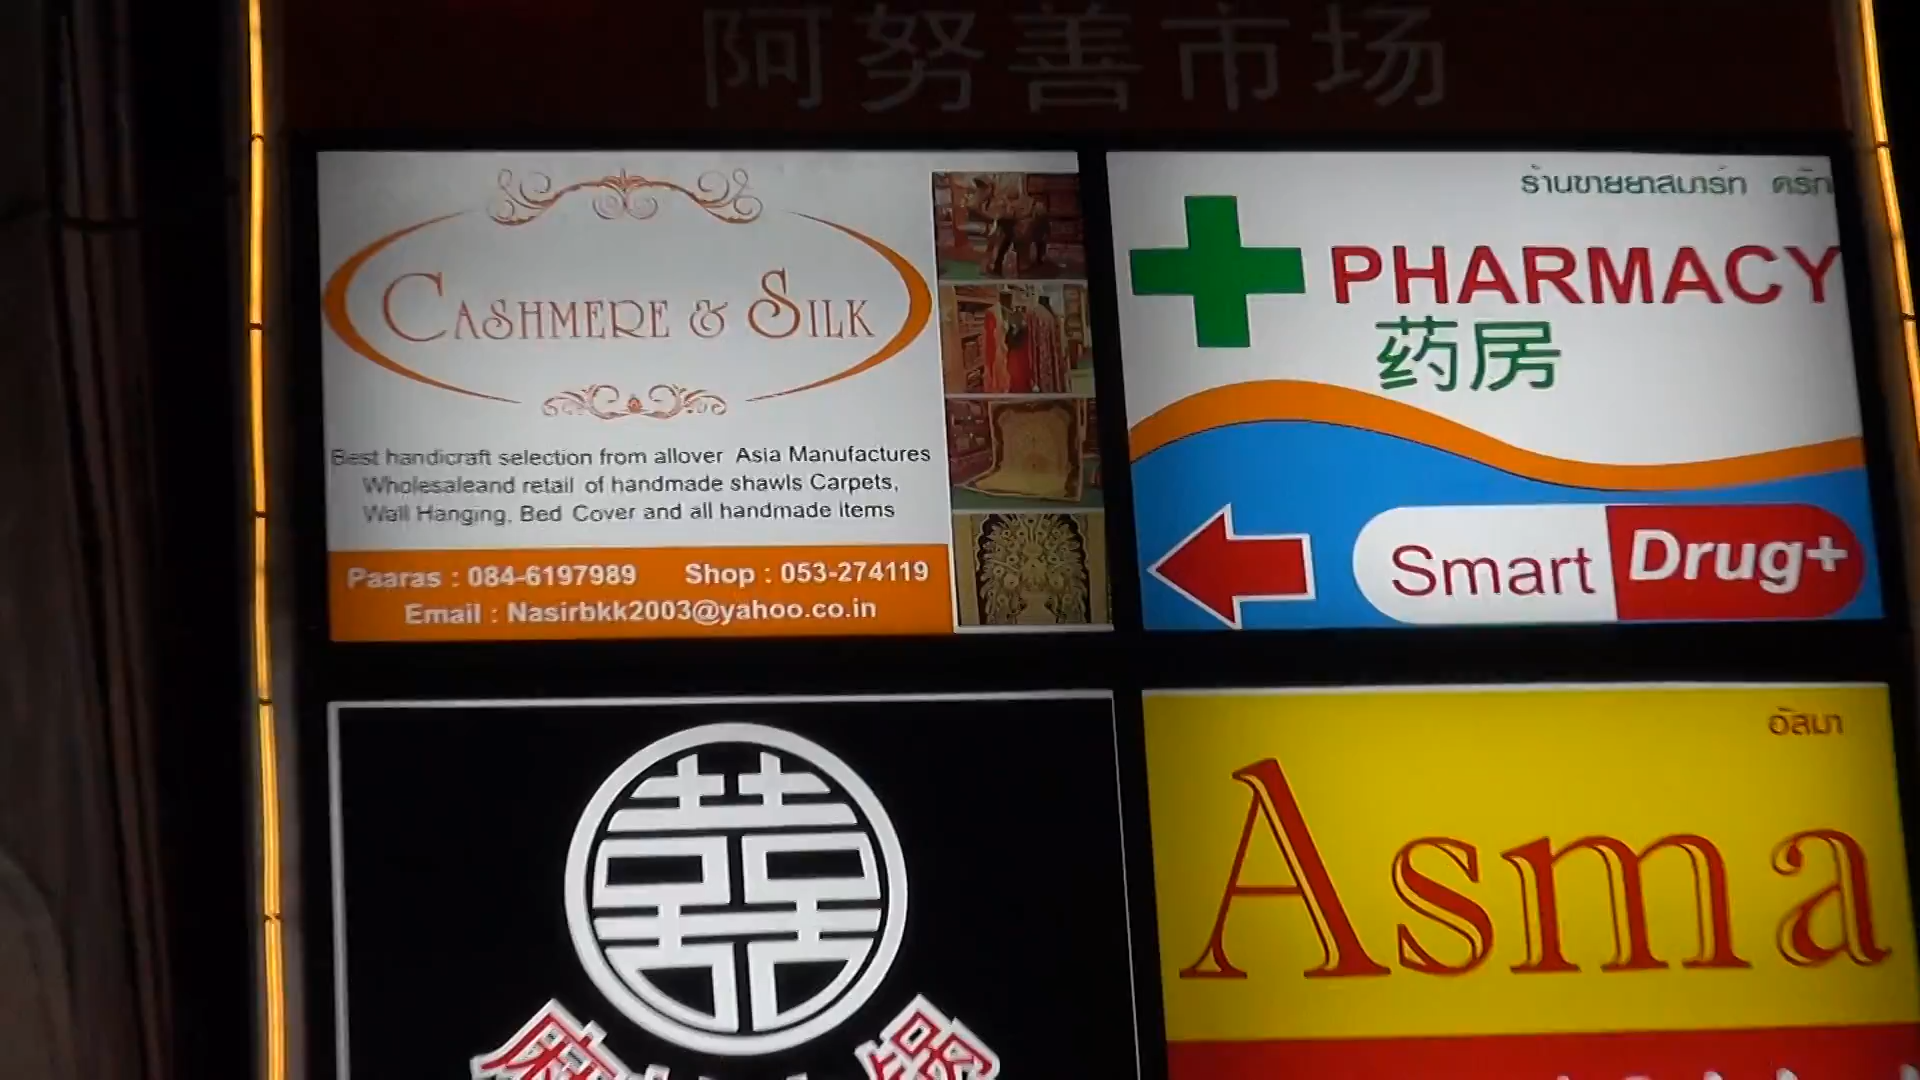 阿努善市场
CASHMERE & SILK
Best handicraft selection from allover Asia Manufactures
Wholesaleand retail of handmade shawls Carpets,
Wall Hanging, Bed Cover and all handmade items
Paaras : 084-6197989 Shop : 053-274119
Email : Nasirbkk2003@yahoo.co.in
ร้านขายยาสมาร์ท ดรัก
PHARMACY
药房
Smart Drug+
囍
อัสมา
Asma